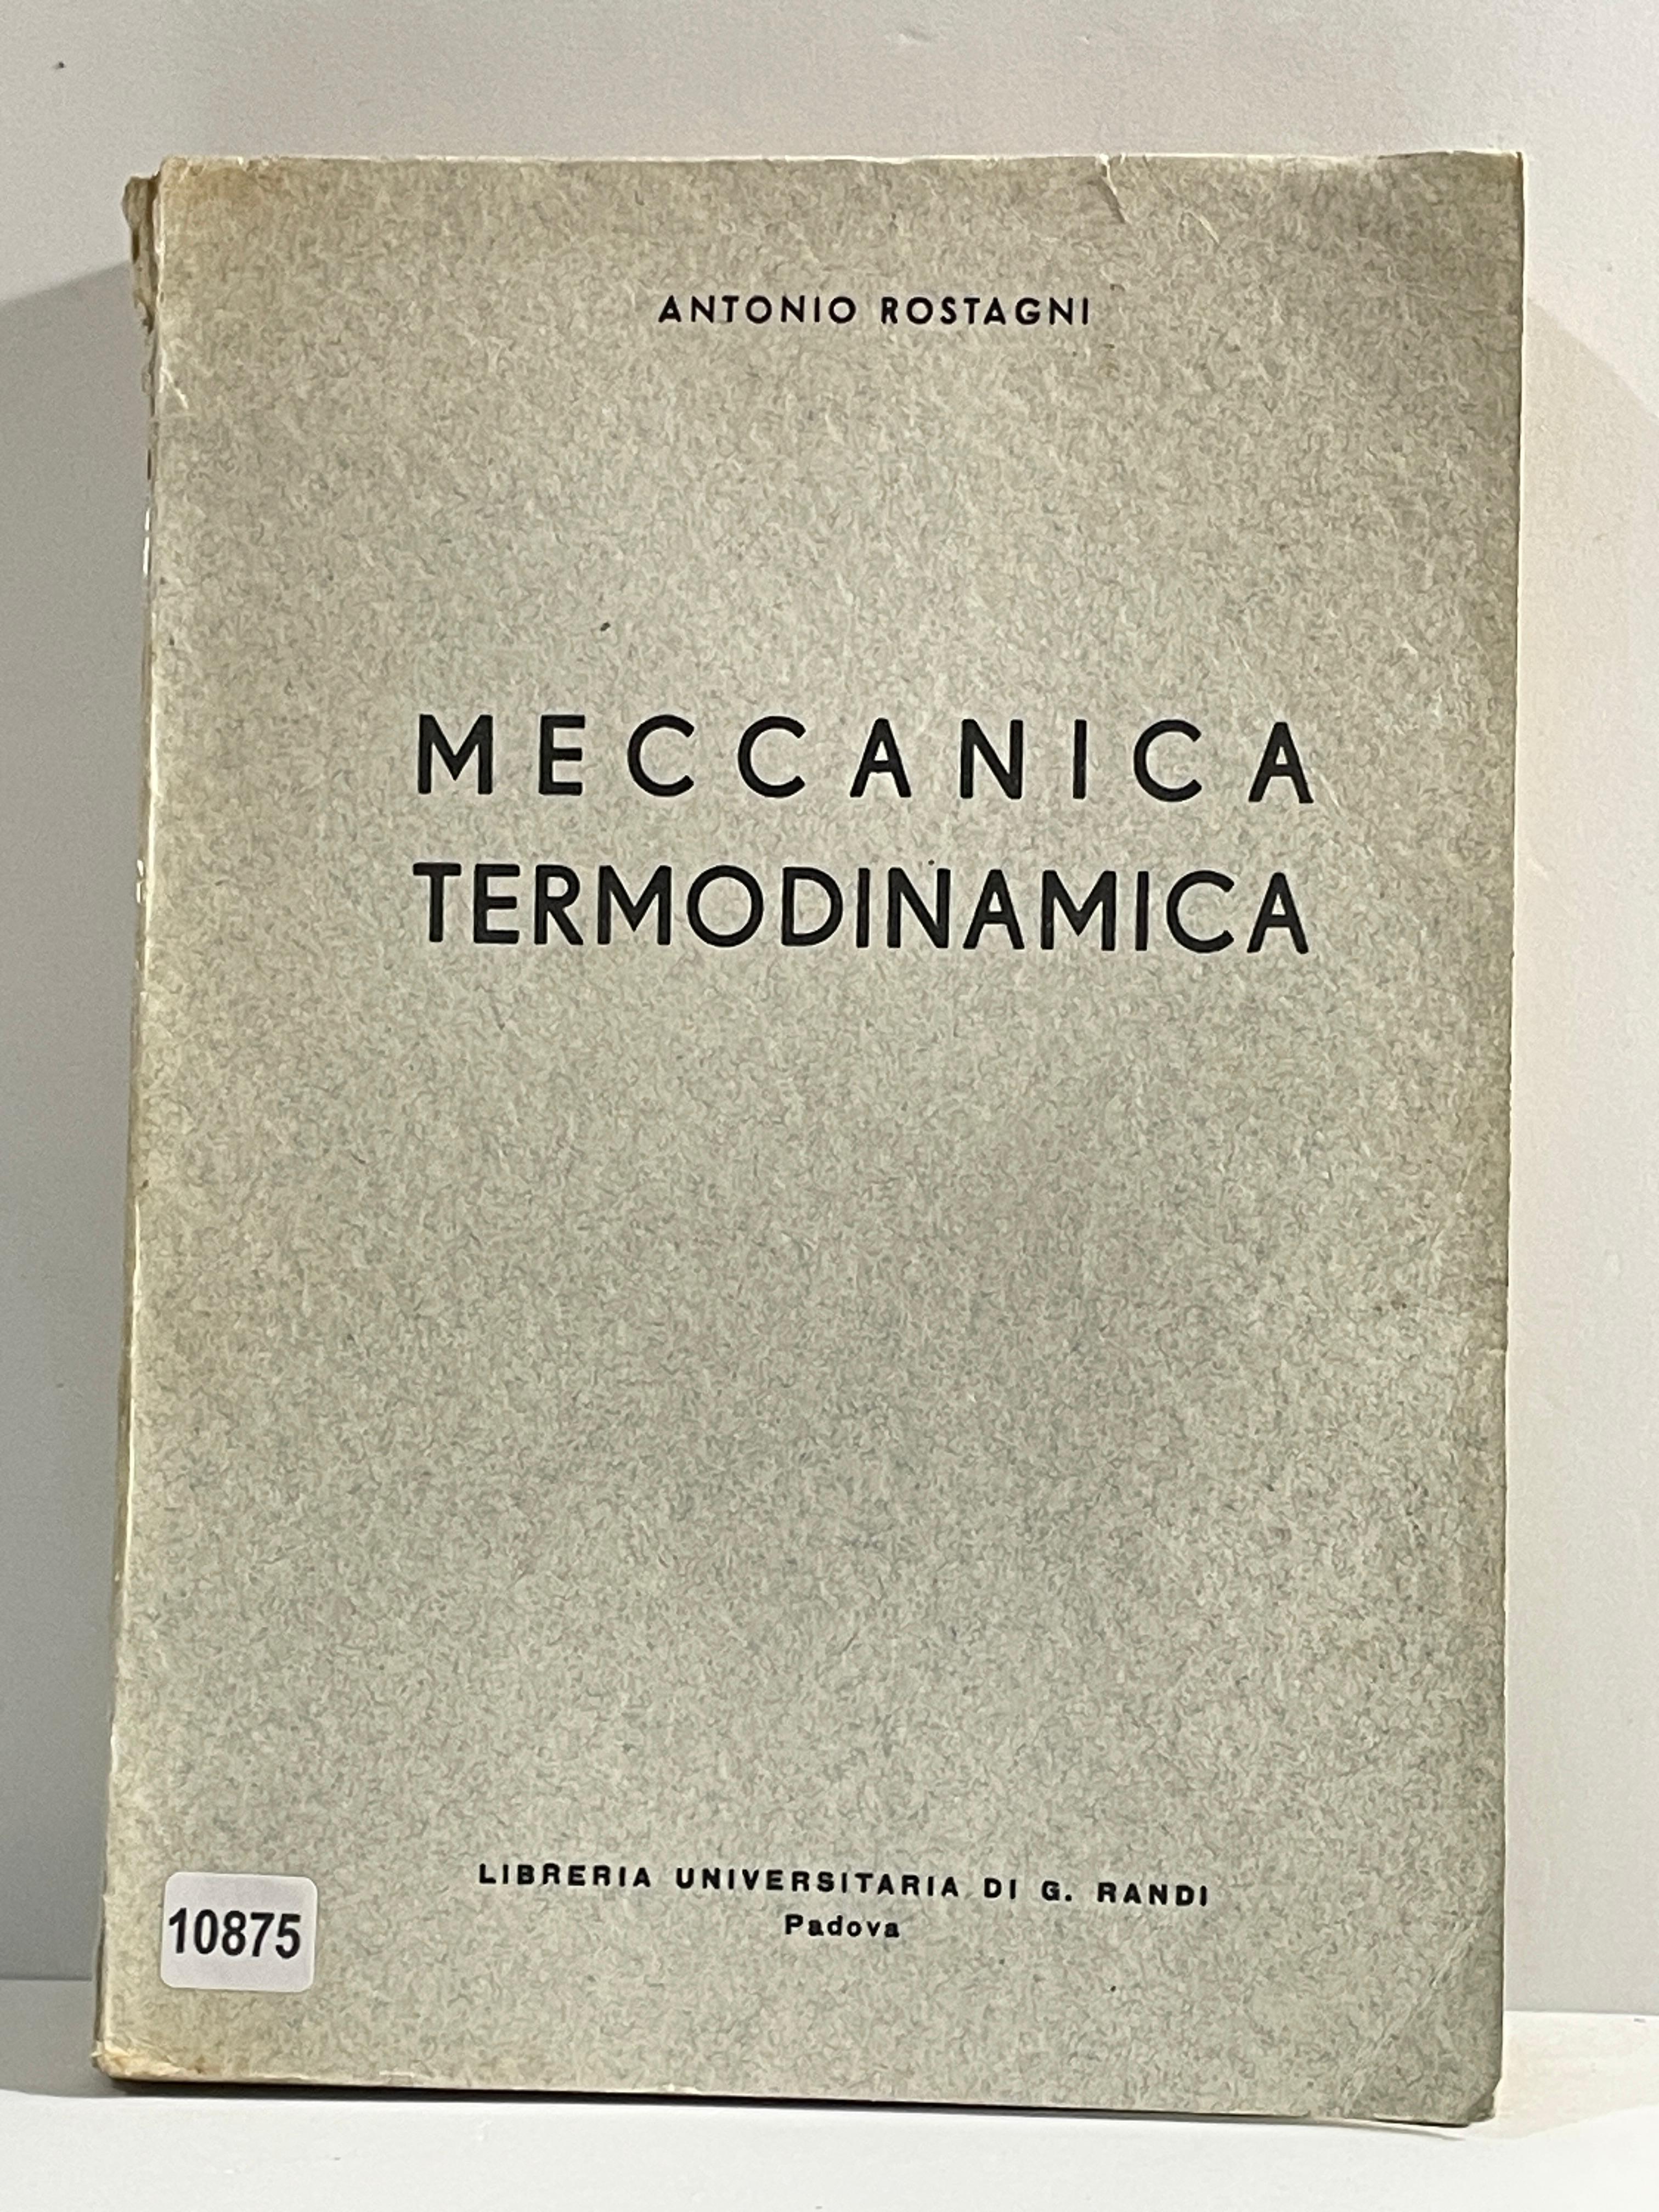 ANTONIO ROSTAGNI
MECCANICA
TERMODINAMICA
LIBRERIA UNIVERSITARIA DI G. RANDI
Padova
10875